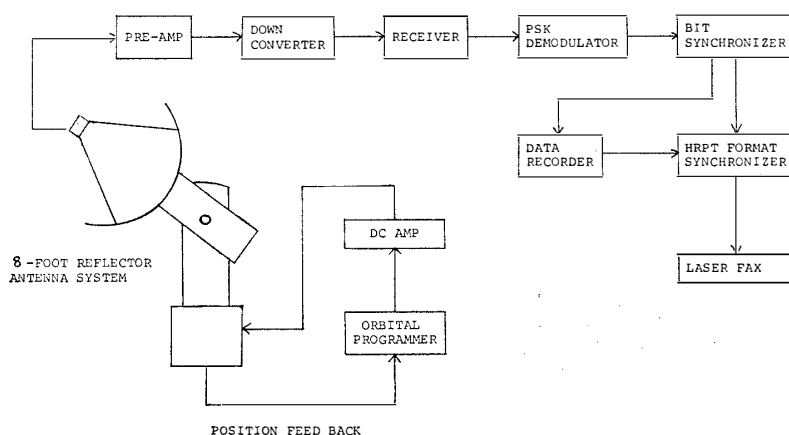 PRE-AMP
DOWN
CONVERTER
RECEIVER
PSK
DEMODULATOR
BIT
SYNCHRONIZER
DATA
RECORDER
HRPT FORMAT
SYNCHRONIZER
8-FOOT REFLECTOR
ANTENNA SYSTEM
DC AMP
LASER FAX
ORBITAL
PROGRAMMER
POSITION FEED BACK